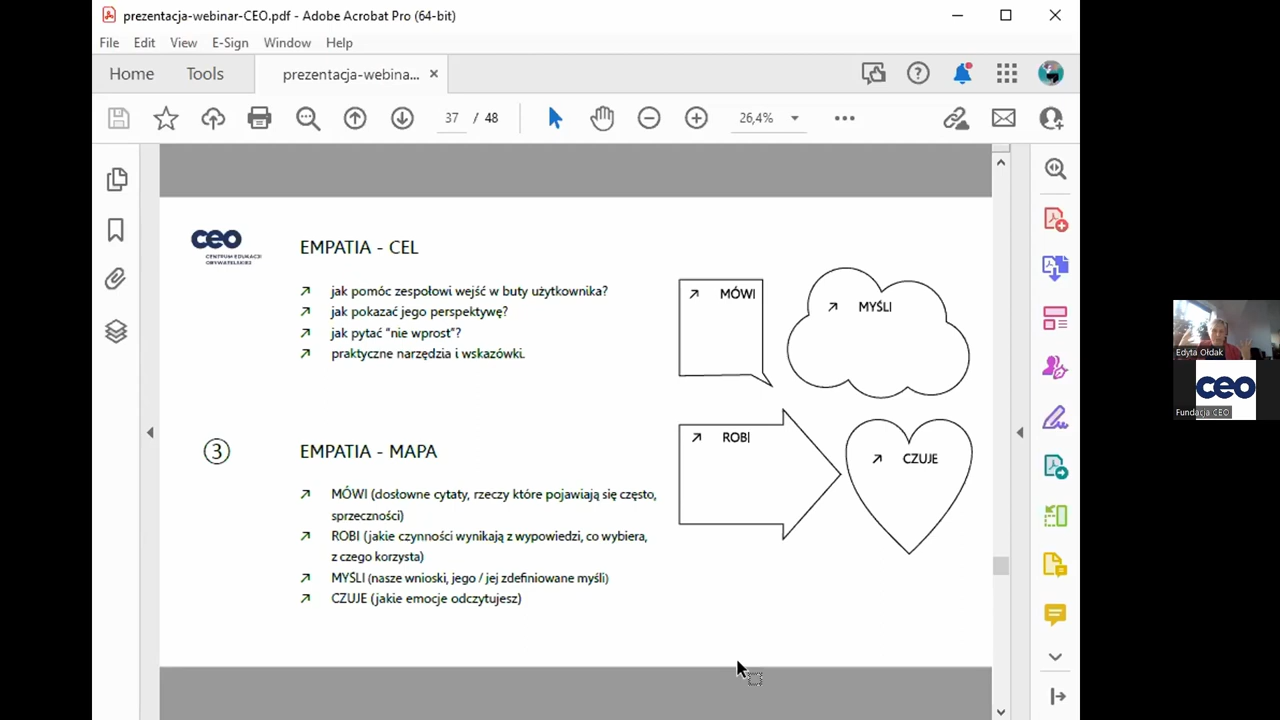 prezentacja-webinar-CEO.pdf - Adobe Acrobat Pro (64-bit)
File Edit View E-Sign Window Help
Home Tools prezentacja-webina...
37 / 48 26,4%
ceo
CENTRUM EDUKACJI
OBYWATELSKIEJ
EMPATIA - CEL
jak pomóc zespołowi wejść w buty użytkownika?
jak pokazać jego perspektywę?
jak pytać “nie wprost”?
praktyczne narzędzia i wskazówki.
MÓWI
MYŚLI
3
EMPATIA - MAPA
MÓWI (dosłowne cytaty, rzeczy które pojawiają się często,
sprzeczności)
ROBI (jakie czynności wynikają z wypowiedzi, co wybiera,
z czego korzysta)
MYŚLI (nasze wnioski, jego / jej zdefiniowane myśli)
CZUJE (jakie emocje odczytujesz)
ROBI
CZUJE
Edyta Ołdak
ceo
Fundacja CEO